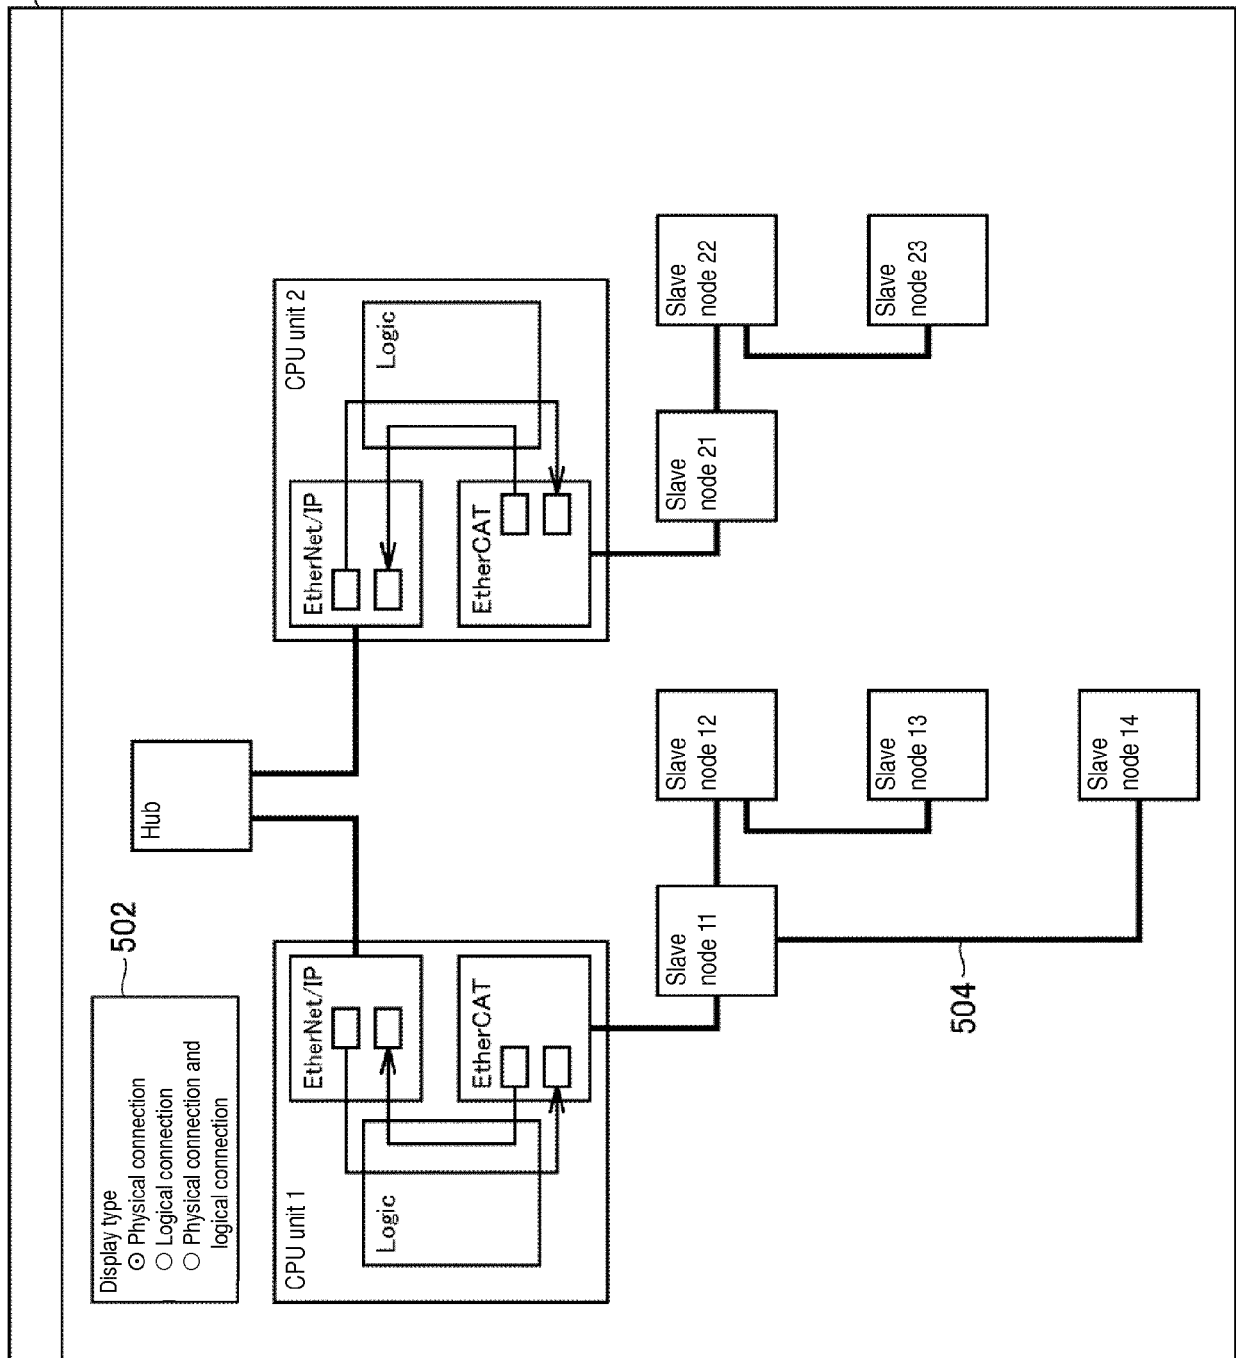 Display type
Physical connection
Logical connection
Physical connection and
logical connection
502
Hub
CPU unit 1
EtherNet/IP
Logic
EtherCAT
CPU unit 2
EtherNet/IP
Logic
EtherCAT
Slave
node 11
Slave
node 12
Slave
node 21
Slave
node 22
504
Slave
node 13
Slave
node 23
Slave
node 14